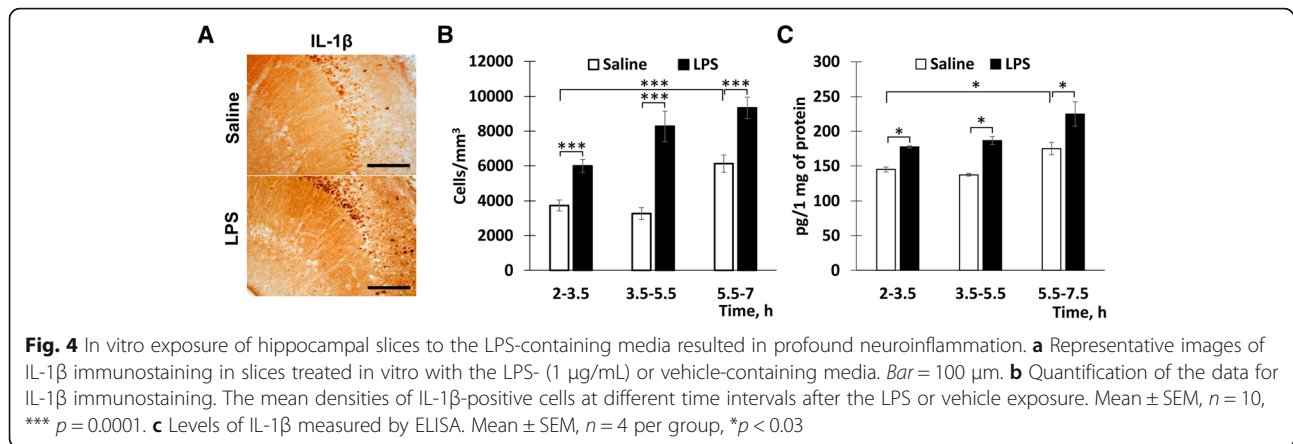 A
IL-1β
Saline
LPS
B
12000
10000
8000
6000
4000
2000
0
Cells/mm³
Saline LPS
***
***
***
***
2-3.5 3.5-5.5 5.5-7
Time, h
C
300
250
200
150
100
50
0
pg/1 mg of protein
Saline LPS
*
*
*
*
2-3.5 3.5-5.5 5.5-7.5
Time, h
Fig. 4 In vitro exposure of hippocampal slices to the LPS-containing media resulted in profound neuroinflammation. a Representative images of
IL-1β immunostaining in slices treated in vitro with the LPS- (1 μg/mL) or vehicle-containing media. Bar = 100 μm. b Quantification of the data for
IL-1β immunostaining. The mean densities of IL-1β-positive cells at different time intervals after the LPS or vehicle exposure. Mean ± SEM, n = 10,
*** p = 0.0001. c Levels of IL-1β measured by ELISA. Mean ± SEM, n = 4 per group, *p < 0.03